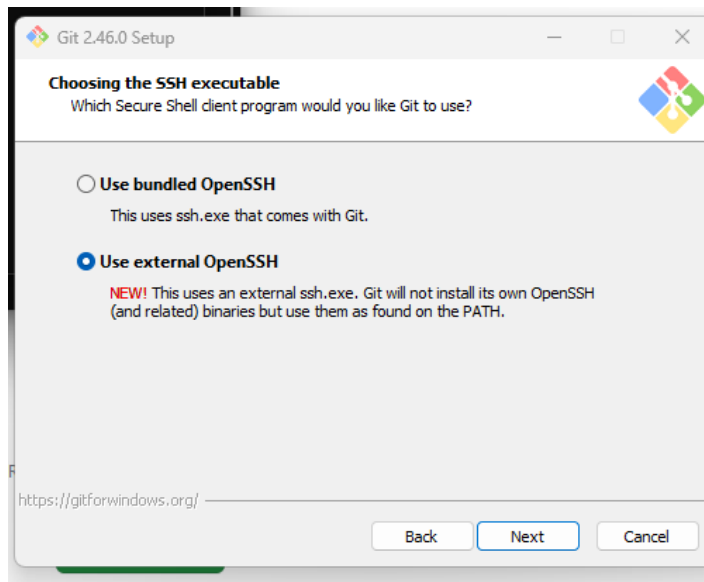 Git 2.46.0 Setup
Choosing the SSH executable
Which Secure Shell client program would you like Git to use?
Use bundled OpenSSH
This uses ssh.exe that comes with Git.
Use external OpenSSH
NEW! This uses an external ssh.exe. Git will not install its own OpenSSH
(and related) binaries but use them as found on the PATH.
https://gitforwindows.org/
Back Next Cancel